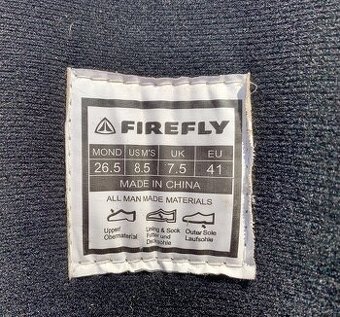 FIREFLY
MOND US M'S UK EU
26.5 8.5 7.5 41
MADE IN CHINA
ALL MAN MADE MATERIALS
Upper Lining & Sock Outer Sole
Obermaterial Futter und Laufsohle
Decksohle